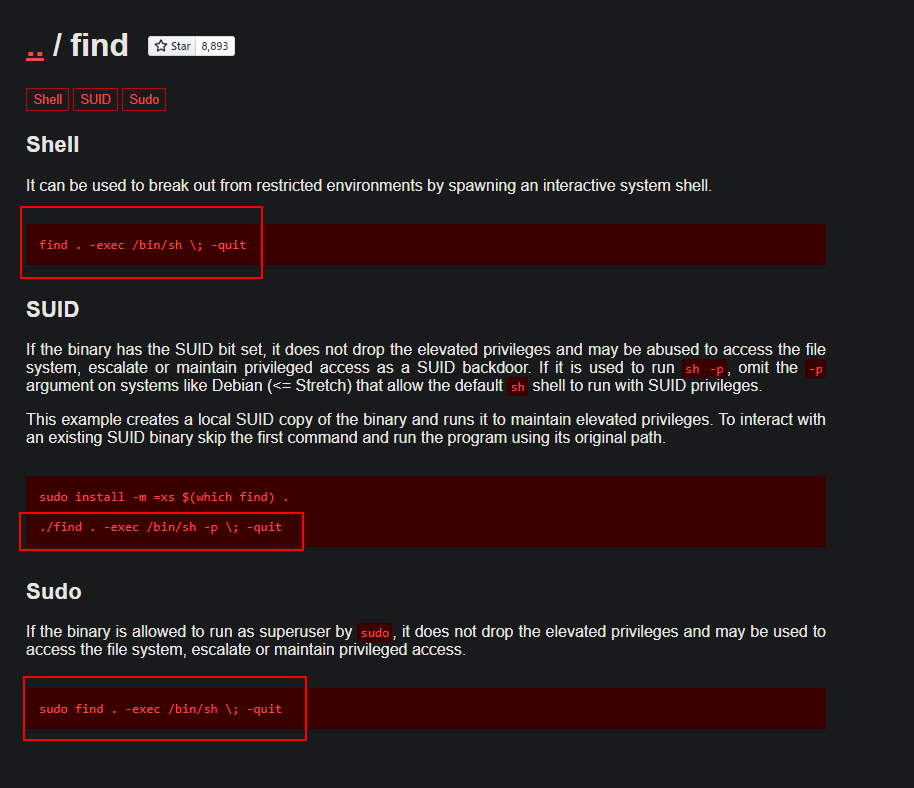 .. / find Star 8,893
Shell SUID Sudo
Shell
It can be used to break out from restricted environments by spawning an interactive system shell.
find . -exec /bin/sh \; -quit
SUID
If the binary has the SUID bit set, it does not drop the elevated privileges and may be abused to access the file
system, escalate or maintain privileged access as a SUID backdoor. If it is used to run sh -p, omit the -p
argument on systems like Debian (<= Stretch) that allow the default sh shell to run with SUID privileges.
This example creates a local SUID copy of the binary and runs it to maintain elevated privileges. To interact with
an existing SUID binary skip the first command and run the program using its original path.
sudo install -m =xs $(which find) .
./find . -exec /bin/sh -p \; -quit
Sudo
If the binary is allowed to run as superuser by sudo, it does not drop the elevated privileges and may be used to
access the file system, escalate or maintain privileged access.
sudo find . -exec /bin/sh \; -quit